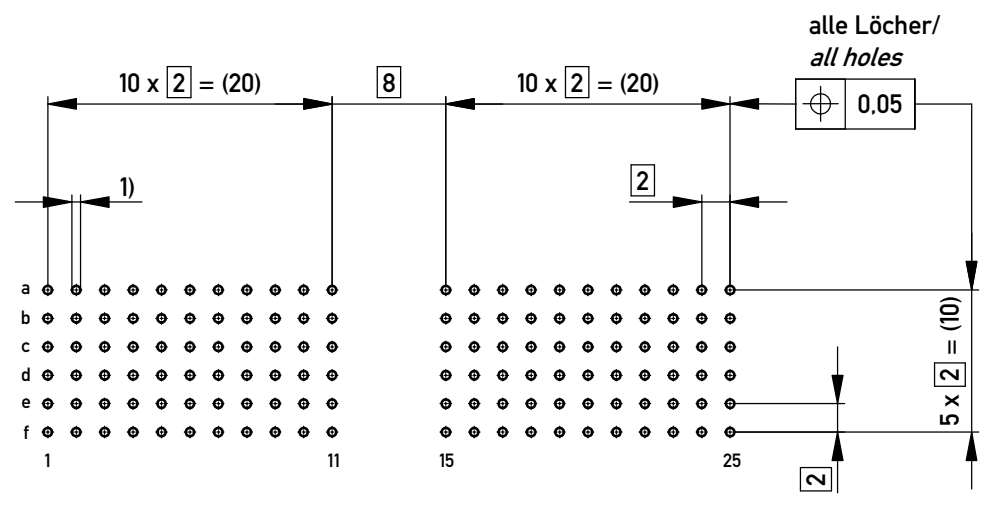 alle Löcher/
all holes
10 x 2 = (20)
8
10 x 2 = (20)
0,05
1)
2
a
b
c
d
e
f
5 x 2 = (10)
1
11
15
25
2